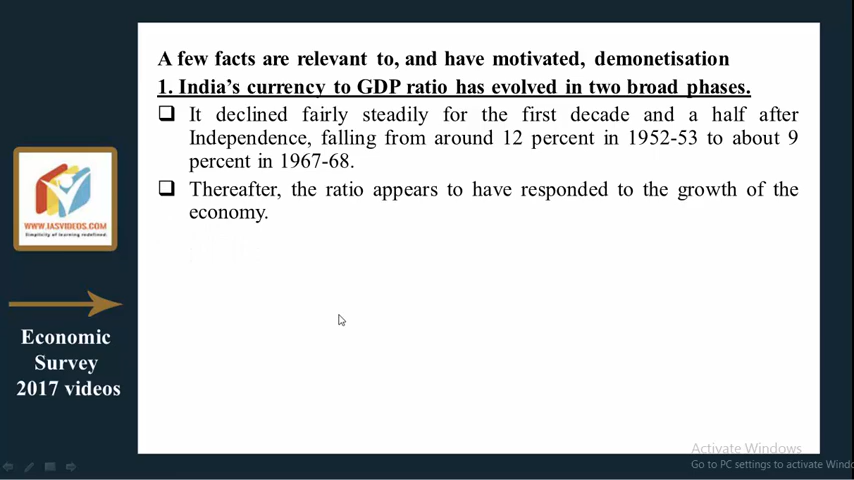 A few facts are relevant to, and have motivated, demonetisation
1. India's currency to GDP ratio has evolved in two broad phases.
It declined fairly steadily for the first decade and a half after
Independence, falling from around 12 percent in 1952-53 to about 9
percent in 1967-68.
Thereafter, the ratio appears to have responded to the growth of the
economy.
WWW.IASVIDEOS.COM
Simplicity of learning redefined.
Economic
Survey
2017 videos
Activate Windows
Go to PC settings to activate Windo